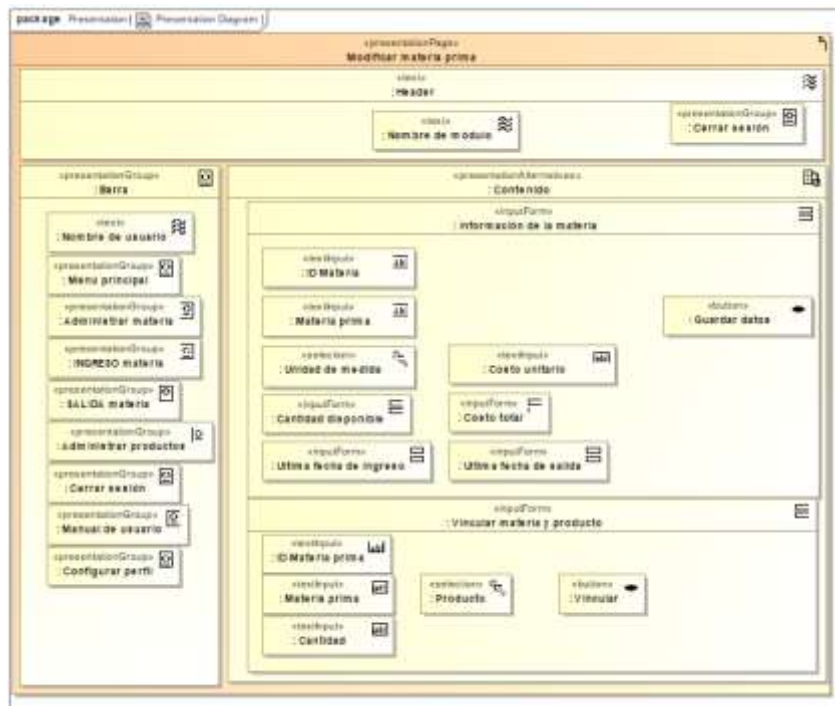 package Presentation [ Presentation Diagram ]
«presentationPage»
Modificar materia prima
«text»
: Header
«text»
: Nombre de modulo
«presentationGroup»
: Cerrar sesión
«presentationGroup»
: Barra
«text»
: Nombre de usuario
«presentationGroup»
: Menu principal
«presentationGroup»
: Administrar materia
«presentationGroup»
: INGRESO materia
«presentationGroup»
: SALIDA materia
«presentationGroup»
: Administrar productos
«presentationGroup»
: Cerrar sesión
«presentationGroup»
: Manual de usuario
«presentationGroup»
: Configurar perfil
«presentationAlternatives»
: Contenido
«inputForm»
: Información de la materia
«textInput»
: ID Materia
«textInput»
: Materia prima
«button»
: Guardar datos
«selection»
: Unidad de medida
«textInput»
: Costo unitario
«inputForm»
: Cantidad disponible
«inputForm»
: Costo total
«inputForm»
: Ultima fecha de ingreso
«inputForm»
: Ultima fecha de salida
«inputForm»
: Vincular materia y producto
«textInput»
: ID Materia prima
«textInput»
: Materia prima
«selection»
: Producto
«button»
: Vincular
«textInput»
: Cantidad